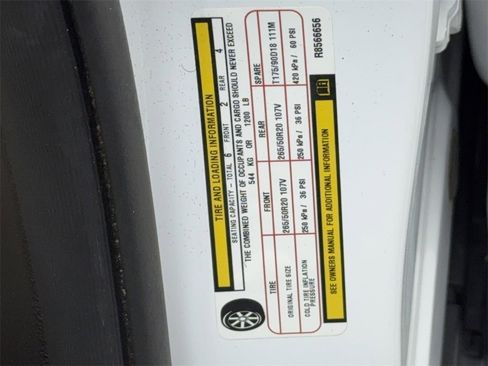 TIRE AND LOADING INFORMATION
SEATING CAPACITY - TOTAL 6 FRONT 2 REAR 4
THE COMBINED WEIGHT OF OCCUPANTS AND CARGO SHOULD NEVER EXCEED
544 KG OR 1200 LB
TIRE FRONT REAR SPARE
ORIGINAL TIRE SIZE 265/50R20 107V 265/50R20 107V T175/90D18 111M
COLD TIRE INFLATION PRESSURE 250 kPa / 36 PSI 250 kPa / 36 PSI 420 kPa / 60 PSI
SEE OWNERS MANUAL FOR ADDITIONAL INFORMATION
R8566656